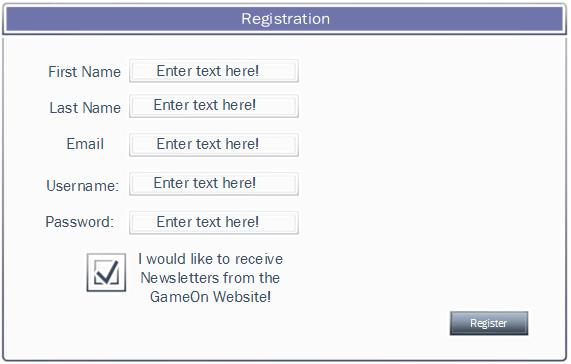 Registration
First Name Enter text here!
Last Name Enter text here!
Email Enter text here!
Username: Enter text here!
Password: Enter text here!
I would like to receive
Newsletters from the
GameOn Website!
Register